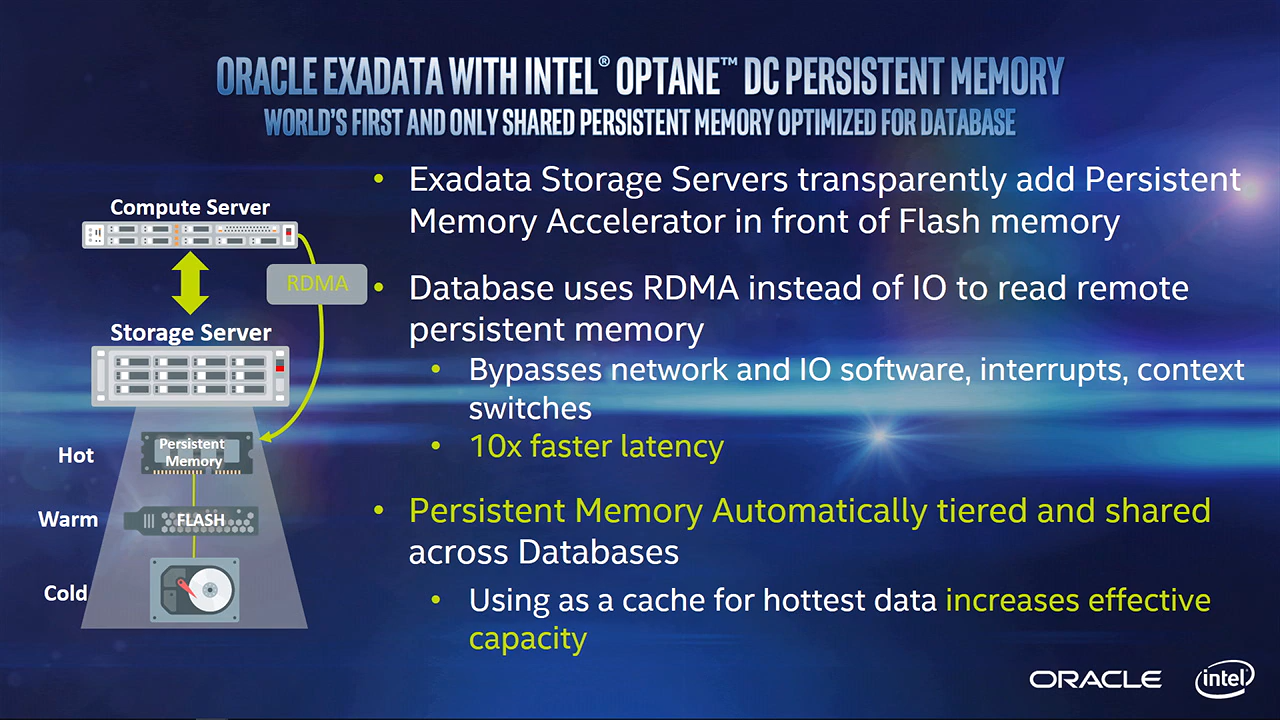 ORACLE EXADATA WITH INTEL® OPTANE™ DC PERSISTENT MEMORY
WORLD'S FIRST AND ONLY SHARED PERSISTENT MEMORY OPTIMIZED FOR DATABASE
Compute Server
RDMA
Storage Server
Hot
Persistent
Memory
Warm
FLASH
Cold
• Exadata Storage Servers transparently add Persistent
Memory Accelerator in front of Flash memory
• Database uses RDMA instead of IO to read remote
persistent memory
• Bypasses network and IO software, interrupts, context
switches
• 10x faster latency
• Persistent Memory Automatically tiered and shared
across Databases
• Using as a cache for hottest data increases effective
capacity
ORACLE
intel